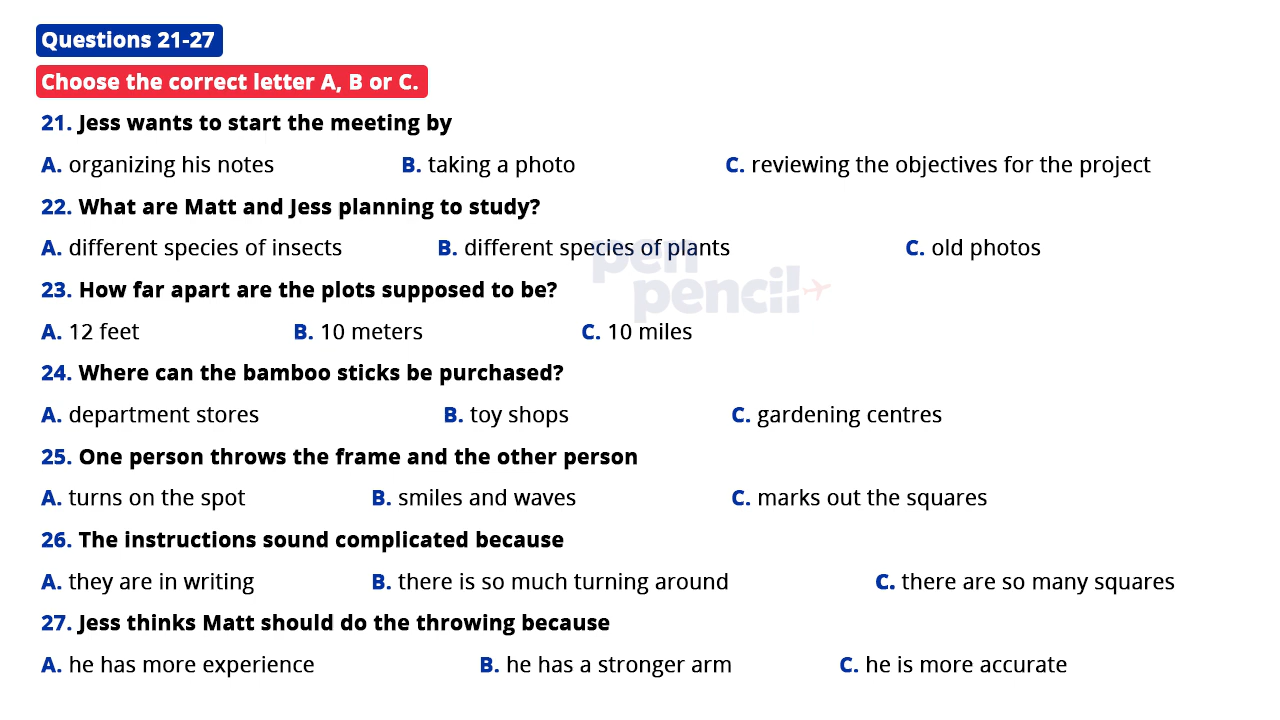 Questions 21-27
Choose the correct letter A, B or C.
21. Jess wants to start the meeting by
A. organizing his notes B. taking a photo C. reviewing the objectives for the project
22. What are Matt and Jess planning to study?
A. different species of insects B. different species of plants C. old photos
pen
23. How far apart are the plots supposed to be?
pencil
A. 12 feet B. 10 meters C. 10 miles
24. Where can the bamboo sticks be purchased?
A. department stores B. toy shops C. gardening centres
25. One person throws the frame and the other person
A. turns on the spot B. smiles and waves C. marks out the squares
26. The instructions sound complicated because
A. they are in writing B. there is so much turning around C. there are so many squares
27. Jess thinks Matt should do the throwing because
A. he has more experience B. he has a stronger arm C. he is more accurate